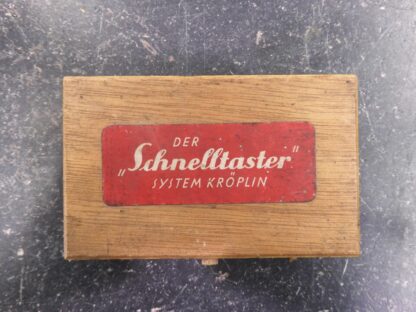 DER
„Schnelltaster"
SYSTEM KRÖPLIN